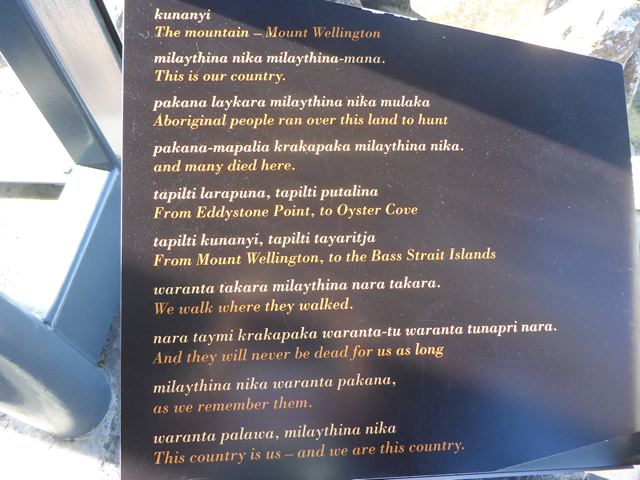 kunanyi
The mountain – Mount Wellington
milaythina nika milaythina-mana.
This is our country.
pakana laykara milaythina nika mulaka
Aboriginal people ran over this land to hunt
pakana-mapalia krakapaka milaythina nika.
and many died here.
tapilti larapuna, tapilti putalina
From Eddystone Point, to Oyster Cove
tapilti kunanyi, tapilti tayaritja
From Mount Wellington, to the Bass Strait Islands
waranta takara milaythina nara takara.
We walk where they walked.
nara taymi krakapaka waranta-tu waranta tunapri nara.
And they will never be dead for us as long
milaythina nika waranta pakana,
as we remember them.
waranta palawa, milaythina nika
This country is us – and we are this country.